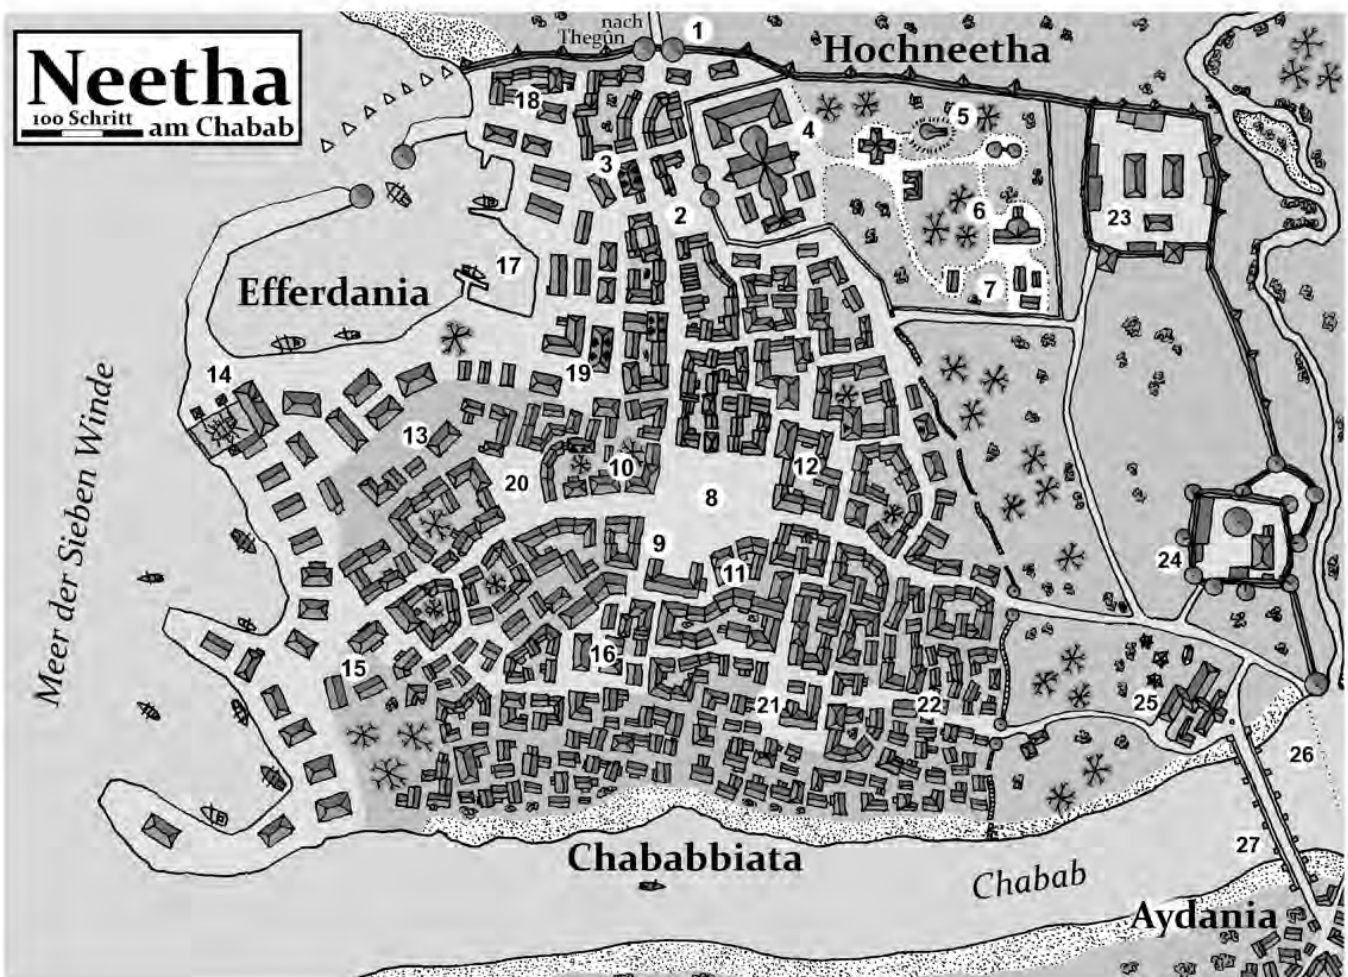 Neetha
100 Schritt
am Chabab
nach
Thegûn
1
Hochneetha
18
3
4
5
2
6
23
17
7
Efferdania
14
19
13
10
12
20
8
9
11
24
Meer der Sieben Winde
16
15
25
21
22
26
27
Chababbiata
Chabab
Aydania